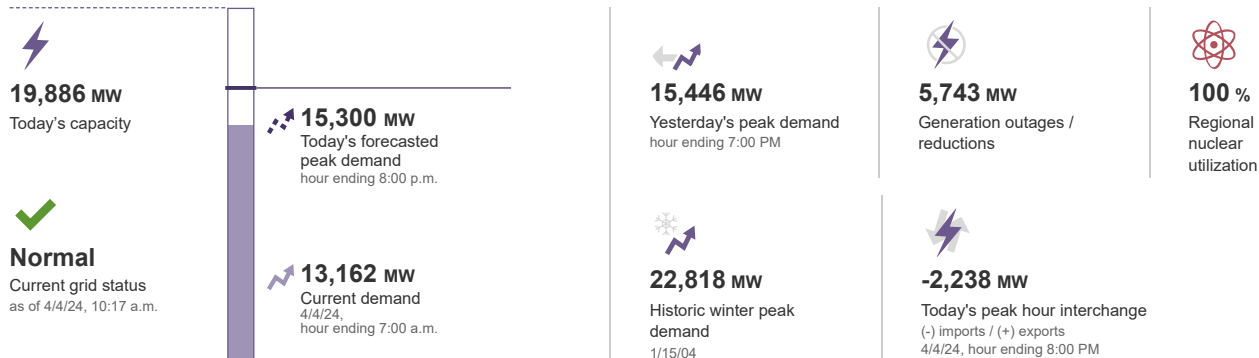 19,886 MW
Today's capacity
15,300 MW
Today's forecasted
peak demand
hour ending 8:00 p.m.
Normal
Current grid status
as of 4/4/24, 10:17 a.m.
13,162 MW
Current demand
4/4/24,
hour ending 7:00 a.m.
15,446 MW
Yesterday's peak demand
hour ending 7:00 PM
5,743 MW
Generation outages /
reductions
100 %
Regional
nuclear
utilization
22,818 MW
Historic winter peak
demand
1/15/04
-2,238 MW
Today's peak hour interchange
(-) imports / (+) exports
4/4/24, hour ending 8:00 PM